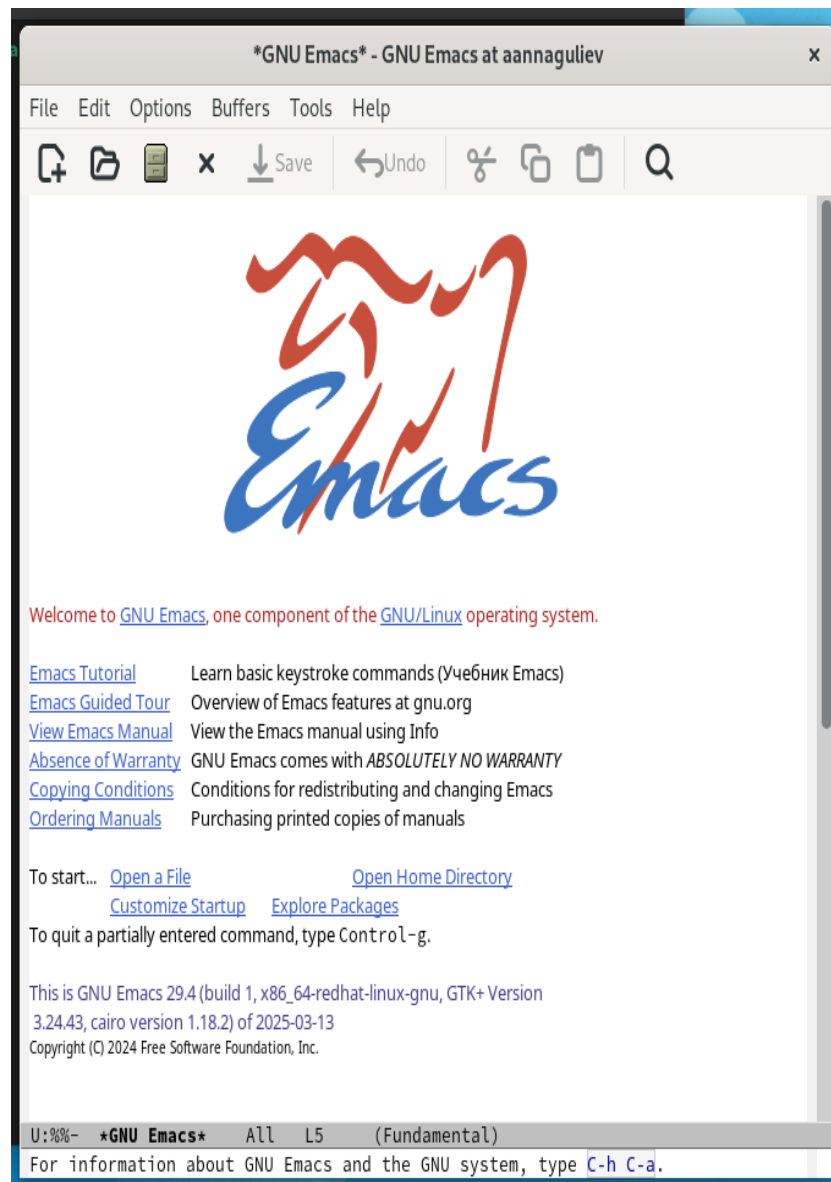 *GNU Emacs* - GNU Emacs at aannaguliev x
File Edit Options Buffers Tools Help
Save Undo
Emacs
Welcome to GNU Emacs, one component of the GNU/Linux operating system.
Emacs Tutorial Learn basic keystroke commands (Учебник Emacs)
Emacs Guided Tour Overview of Emacs features at gnu.org
View Emacs Manual View the Emacs manual using Info
Absence of Warranty GNU Emacs comes with ABSOLUTELY NO WARRANTY
Copying Conditions Conditions for redistributing and changing Emacs
Ordering Manuals Purchasing printed copies of manuals
To start... Open a File Open Home Directory
Customize Startup Explore Packages
To quit a partially entered command, type Control-g.
This is GNU Emacs 29.4 (build 1, x86_64-redhat-linux-gnu, GTK+ Version
3.24.43, cairo version 1.18.2) of 2025-03-13
Copyright (C) 2024 Free Software Foundation, Inc.
U:%%- *GNU Emacs* All L5 (Fundamental)
For information about GNU Emacs and the GNU system, type C-h C-a.